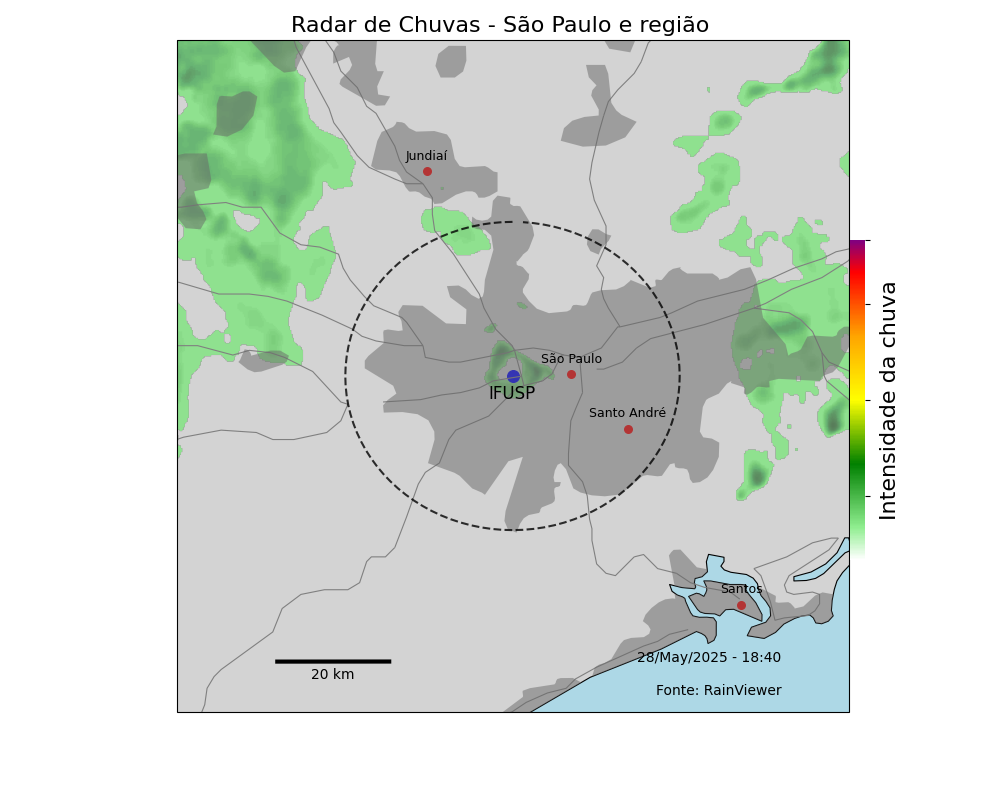 Radar de Chuvas - São Paulo e região
Jundiaí
São Paulo
IFUSP
Santo André
Intensidade da chuva
Santos
28/May/2025 - 18:40
20 km
Fonte: RainViewer